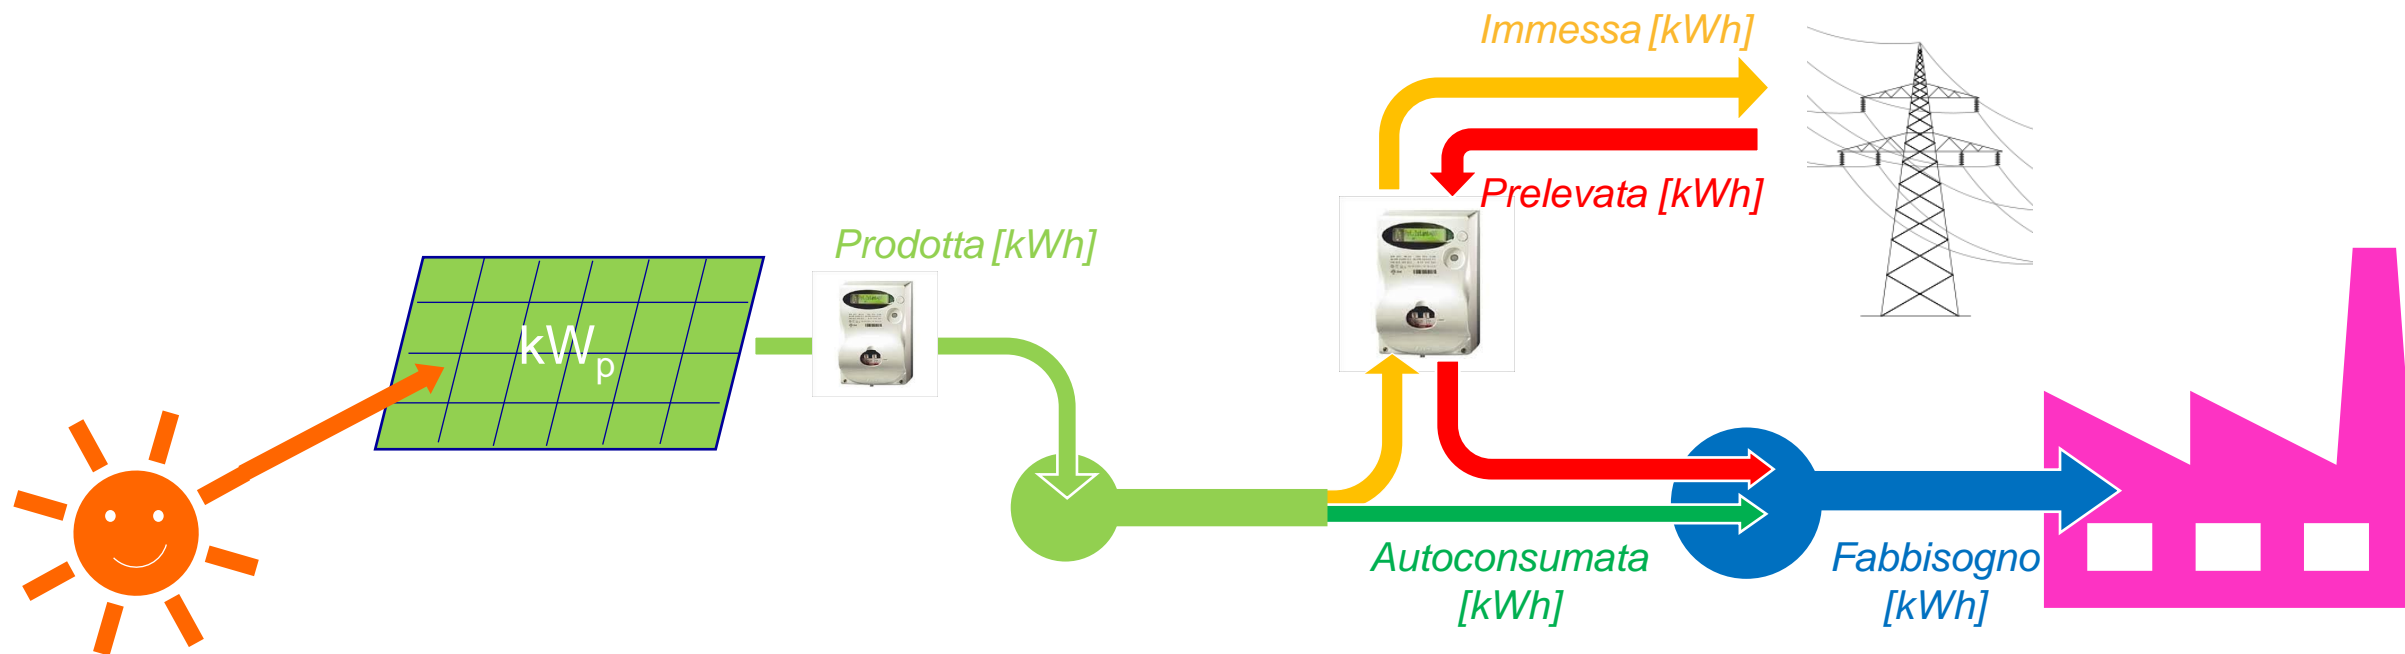 Immessa [kWh]
Prelevata [kWh]
Prodotta [kWh]
kWp
Autoconsumata
[kWh]
Fabbisogno
[kWh]